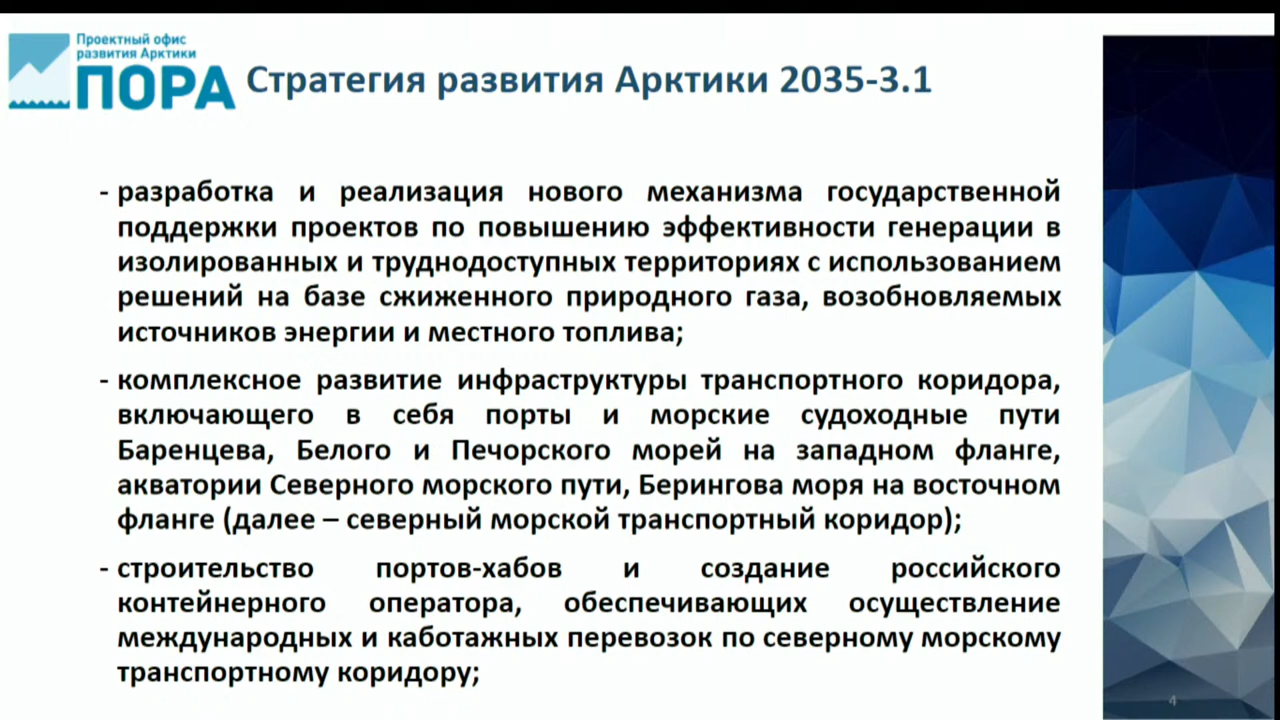 Проектный офис
развития Арктики
ПОРА
Стратегия развития Арктики 2035-3.1
- разработка и реализация нового механизма государственной
поддержки проектов по повышению эффективности генерации в
изолированных и труднодоступных территориях с использованием
решений на базе сжиженного природного газа, возобновляемых
источников энергии и местного топлива;
- комплексное развитие инфраструктуры транспортного коридора,
включающего в себя порты и морские судоходные пути
Баренцева, Белого и Печорского морей на западном фланге,
акватории Северного морского пути, Берингова моря на восточном
фланге (далее – северный морской транспортный коридор);
- строительство портов-хабов и создание российского
контейнерного оператора, обеспечивающих осуществление
международных и каботажных перевозок по северному морскому
транспортному коридору;
4